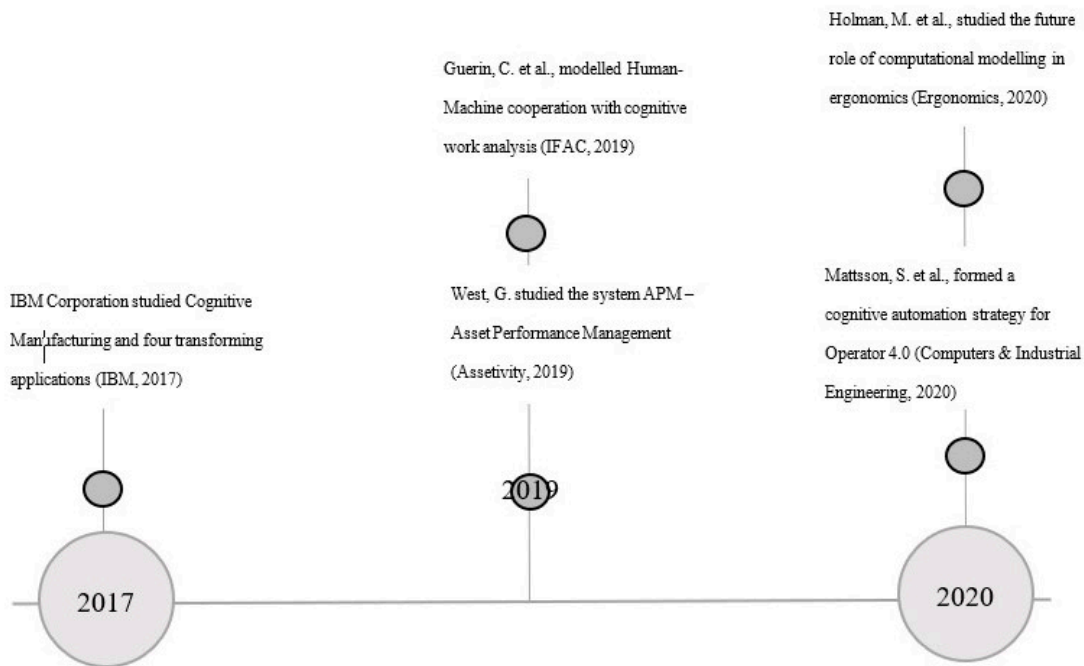 IBM Corporation studied Cognitive
Manufacturing and four transforming
applications (IBM, 2017)
2017
Guerin, C. et al., modelled Human-
Machine cooperation with cognitive
work analysis (IFAC, 2019)
West, G. studied the system APM –
Asset Performance Management
(Assetivity, 2019)
2019
Holman, M. et al., studied the future
role of computational modelling in
ergonomics (Ergonomics, 2020)
Mattsson, S. et al., formed a
cognitive automation strategy for
Operator 4.0 (Computers & Industrial
Engineering, 2020)
2020